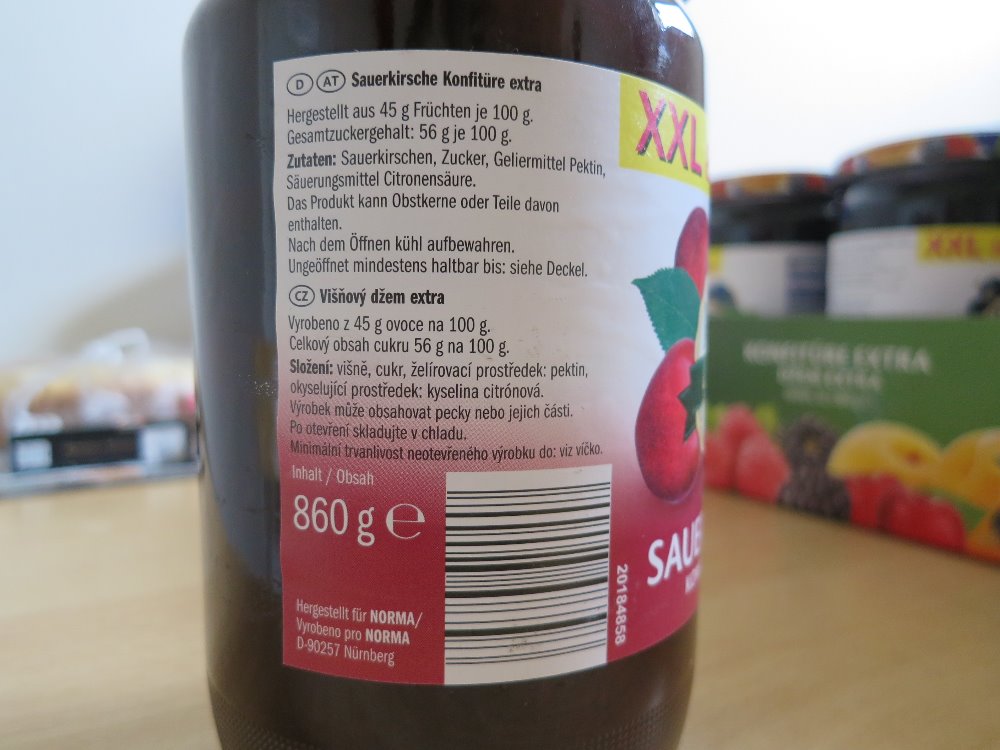 D AT Sauerkirsche Konfitüre extra
Hergestellt aus 45 g Früchten je 100 g.
Gesamtzuckergehalt: 56 g je 100 g.
Zutaten: Sauerkirschen, Zucker, Geliermittel Pektin,
Säuerungsmittel Citronensäure.
Das Produkt kann Obstkerne oder Teile davon
enthalten.
Nach dem Öffnen kühl aufbewahren.
Ungeöffnet mindestens haltbar bis: siehe Deckel.
CZ Višňový džem extra
Vyrobeno z 45 g ovoce na 100 g.
Celkový obsah cukru 56 g na 100 g.
Složení: višně, cukr, želírovací prostředek: pektin,
okyselující prostředek: kyselina citrónová.
Výrobek může obsahovat pecky nebo jejich části.
Po otevření skladujte v chladu.
Minimální trvanlivost neotevřeného výrobku do: viz víčko.
Inhalt / Obsah
860 g e
Hergestellt für NORMA/
Vyrobeno pro NORMA
D-90257 Nürnberg
20184858
XXL
SAUE
XXL
KONFITÜRE EXTRA